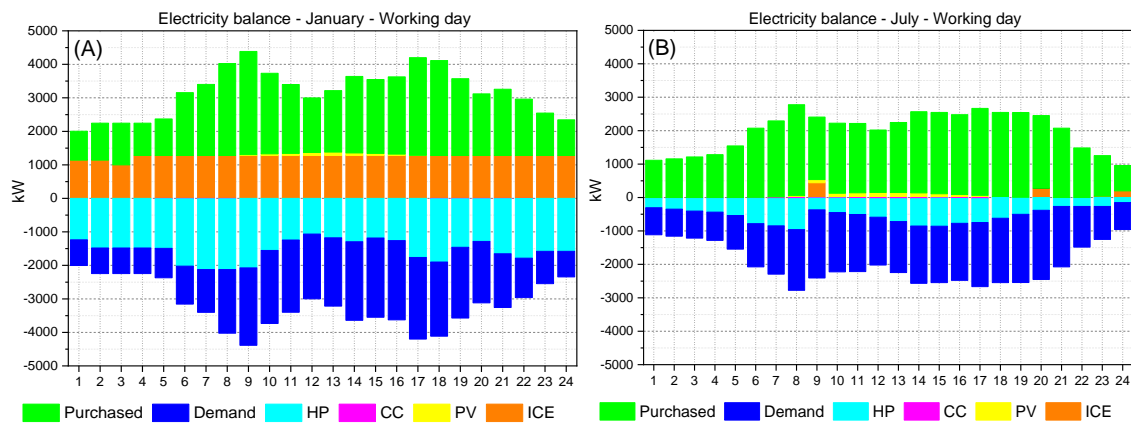 Electricity balance - January - Working day
(A)
kW
5000
4000
3000
2000
1000
0
-1000
-2000
-3000
-4000
-5000
1 2 3 4 5 6 7 8 9 10 11 12 13 14 15 16 17 18 19 20 21 22 23 24
Purchased Demand HP CC PV ICE
Electricity balance - July - Working day
(B)
kW
5000
4000
3000
2000
1000
0
-1000
-2000
-3000
-4000
-5000
1 2 3 4 5 6 7 8 9 10 11 12 13 14 15 16 17 18 19 20 21 22 23 24
Purchased Demand HP CC PV ICE